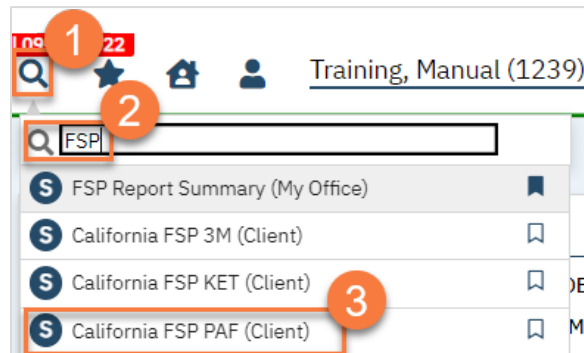 1
22
Training, Manual (1239)
2
FSP
S FSP Report Summary (My Office)
S California FSP 3M (Client)
S California FSP KET (Client)
3
S California FSP PAF (Client)